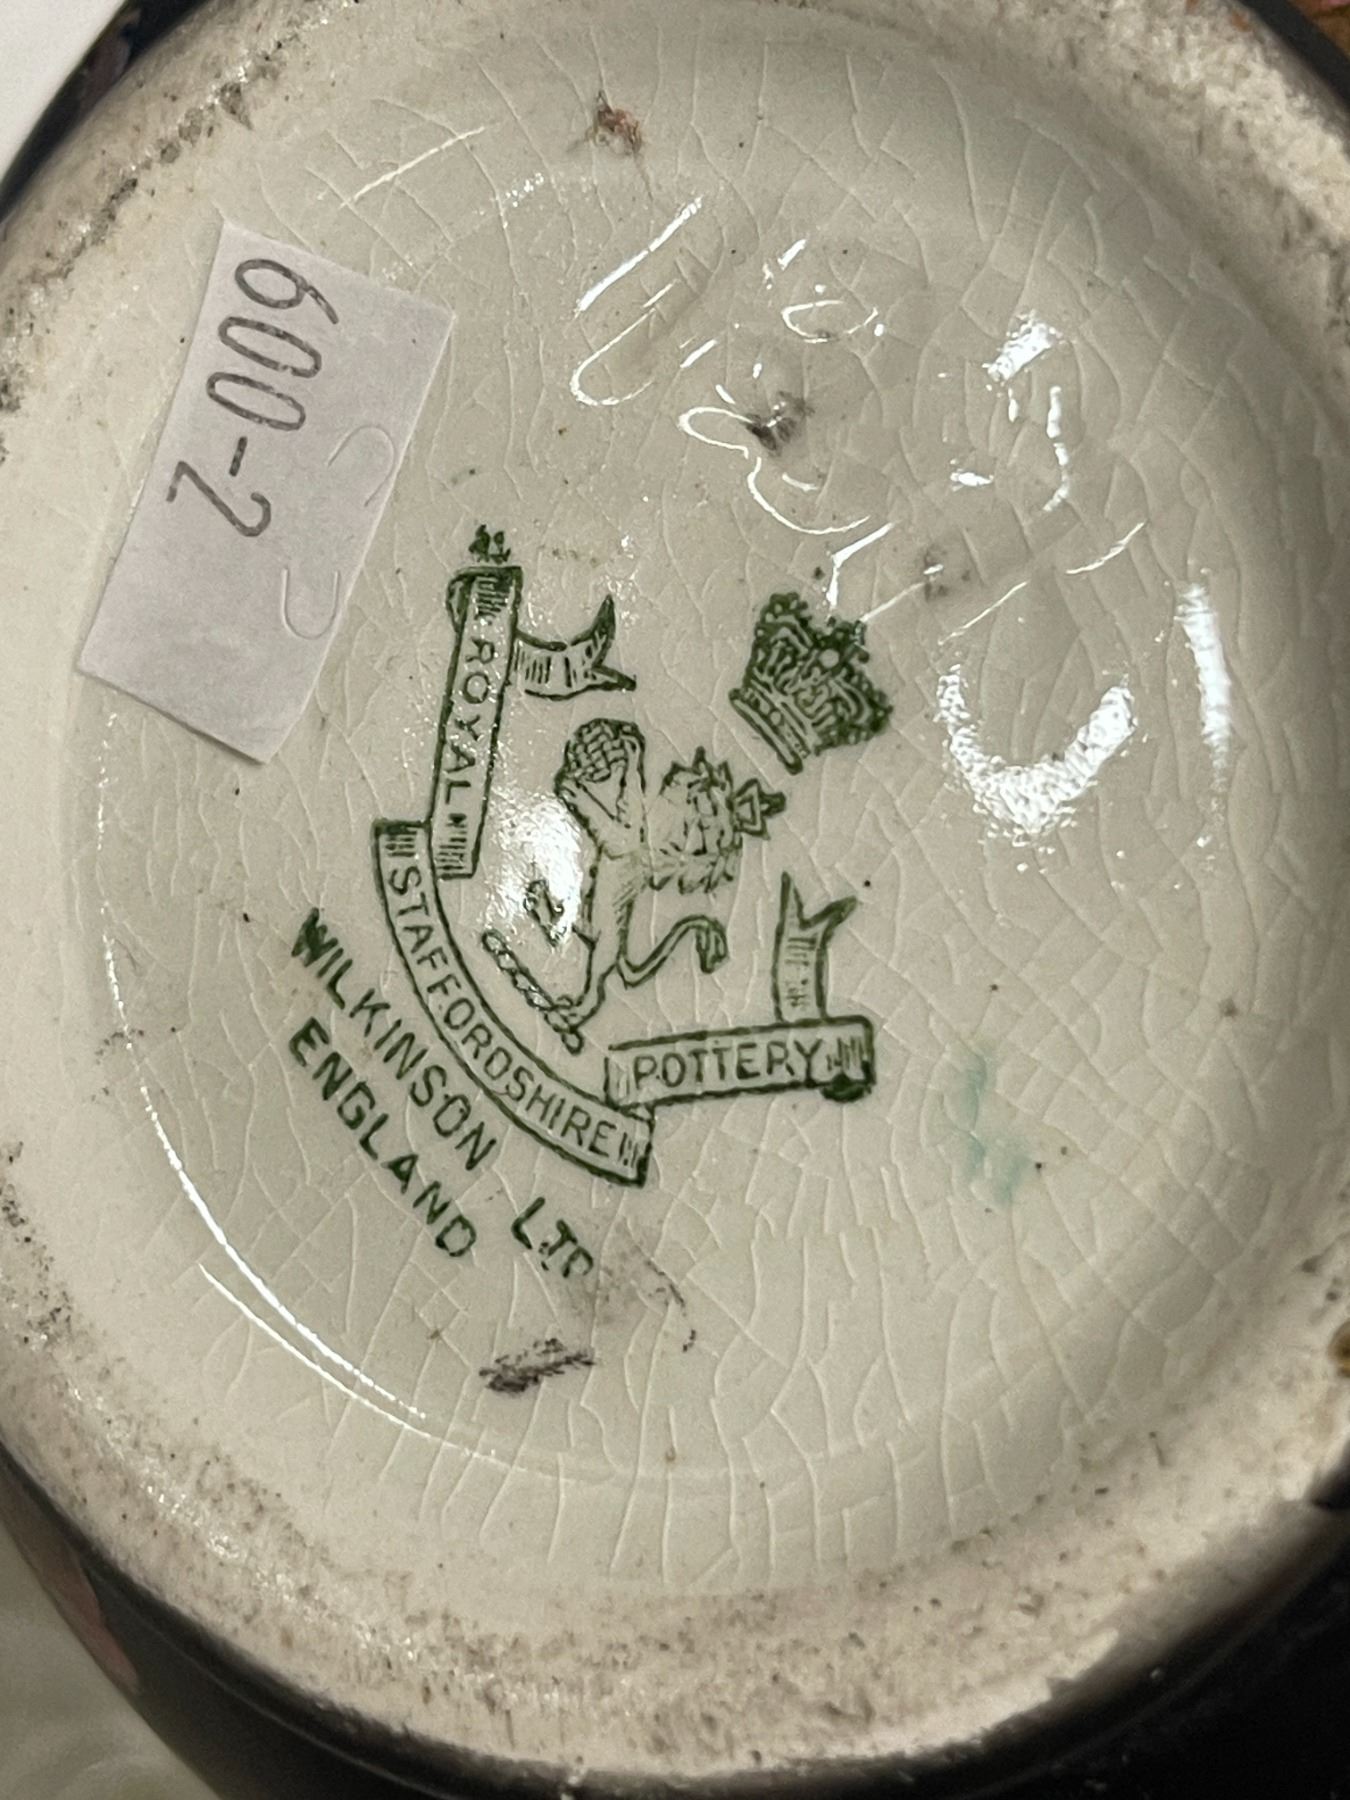 600-2
ROYAL
STAFFORDSHIRE
POTTERY
WILKINSON LTD
ENGLAND